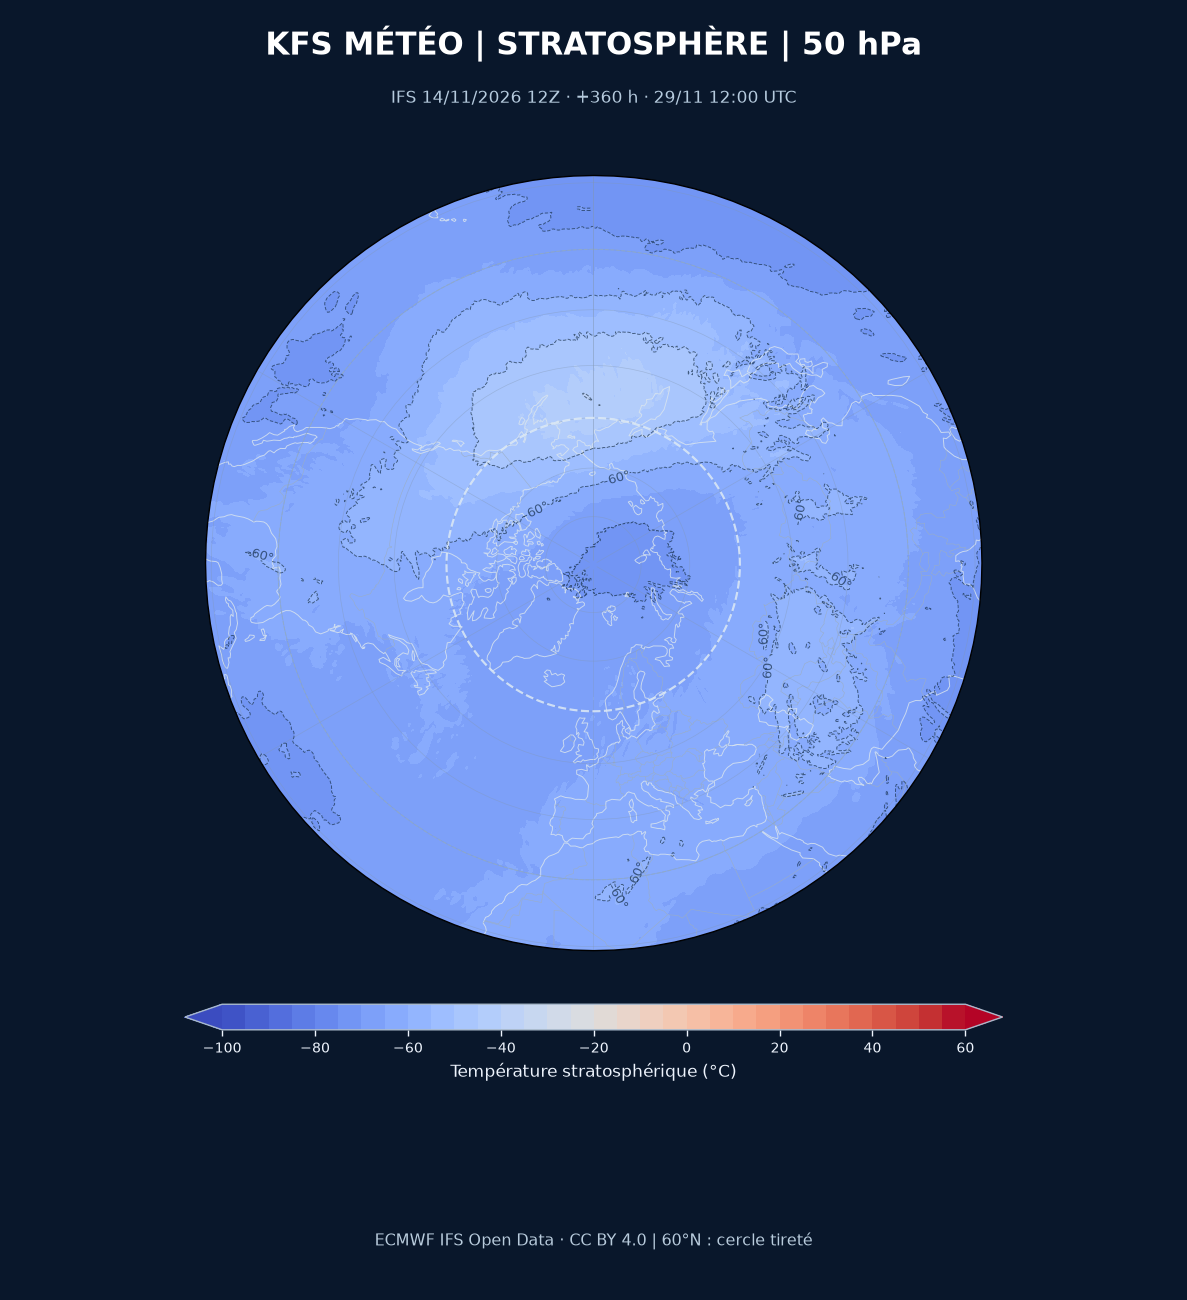 KFS MÉTÉO | STRATOSPHÈRE | 50 hPa
IFS 14/11/2026 12Z · +360 h · 29/11 12:00 UTC
-60°
-60°
-60°
-60°
60°
-60°
-60°
-60°
-60°
−100 −80 −60 −40 −20 0 20 40 60
Température stratosphérique (°C)
ECMWF IFS Open Data · CC BY 4.0 | 60°N : cercle tireté